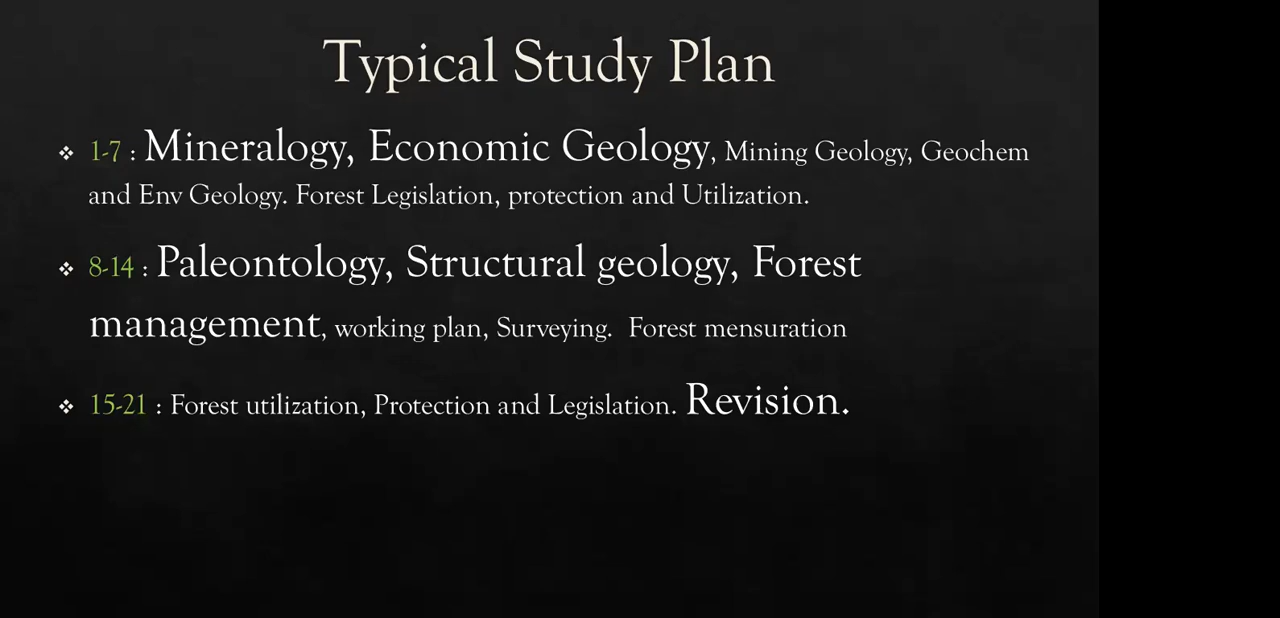 Typical Study Plan
❖ 1-7 : Mineralogy, Economic Geology, Mining Geology, Geochem
and Env Geology. Forest Legislation, protection and Utilization.
❖ 8-14 : Paleontology, Structural geology, Forest
management, working plan, Surveying.  Forest mensuration
❖ 15-21 : Forest utilization, Protection and Legislation. Revision.